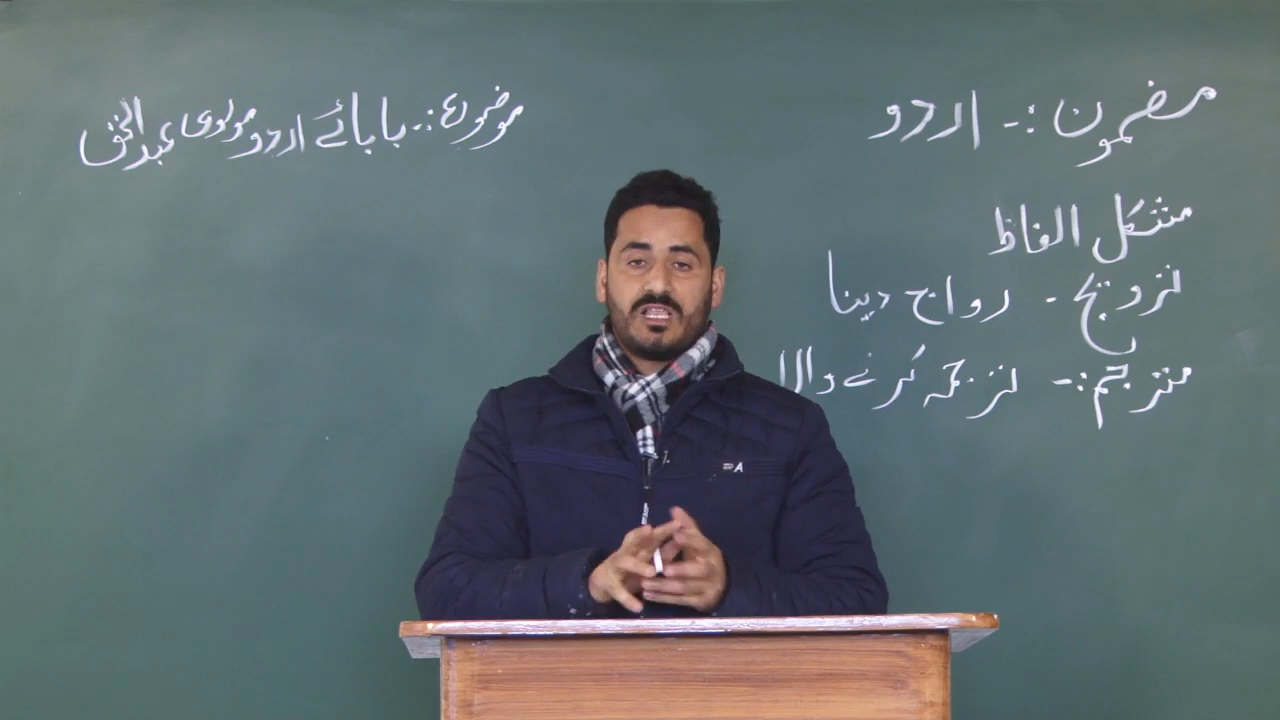 مضمون :- اردو
موضوع :- بابائے اردو مولوی عبدالحق
مشکل الفاظ
ترویج - رواج دینا
مترجم :- ترجمہ کرنے والا